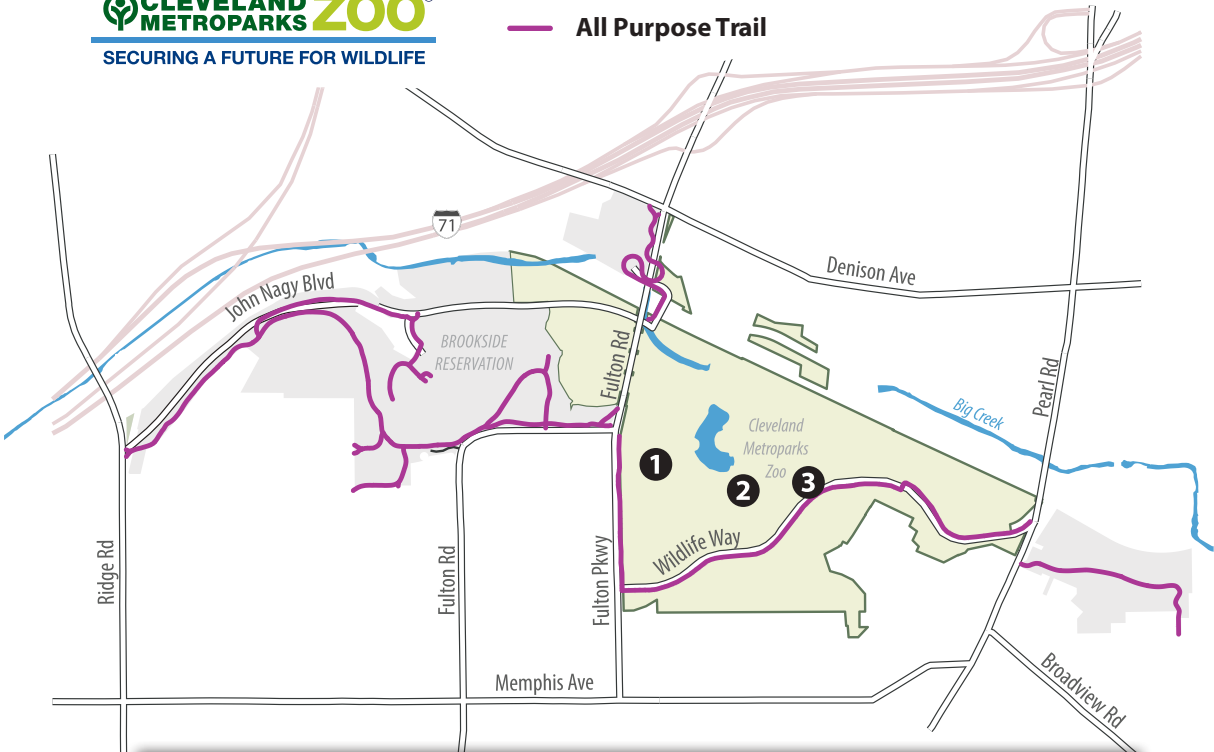 CLEVELAND
METROPARKS ZOO
SECURING A FUTURE FOR WILDLIFE
All Purpose Trail
71
Denison Ave
John Nagy Blvd
BROOKSIDE
RESERVATION
Fulton Rd
Pearl Rd
Big Creek
Cleveland
Metroparks
Zoo
1
2
3
Wildlife Way
Ridge Rd
Fulton Rd
Fulton Pkwy
Memphis Ave
Broadview Rd